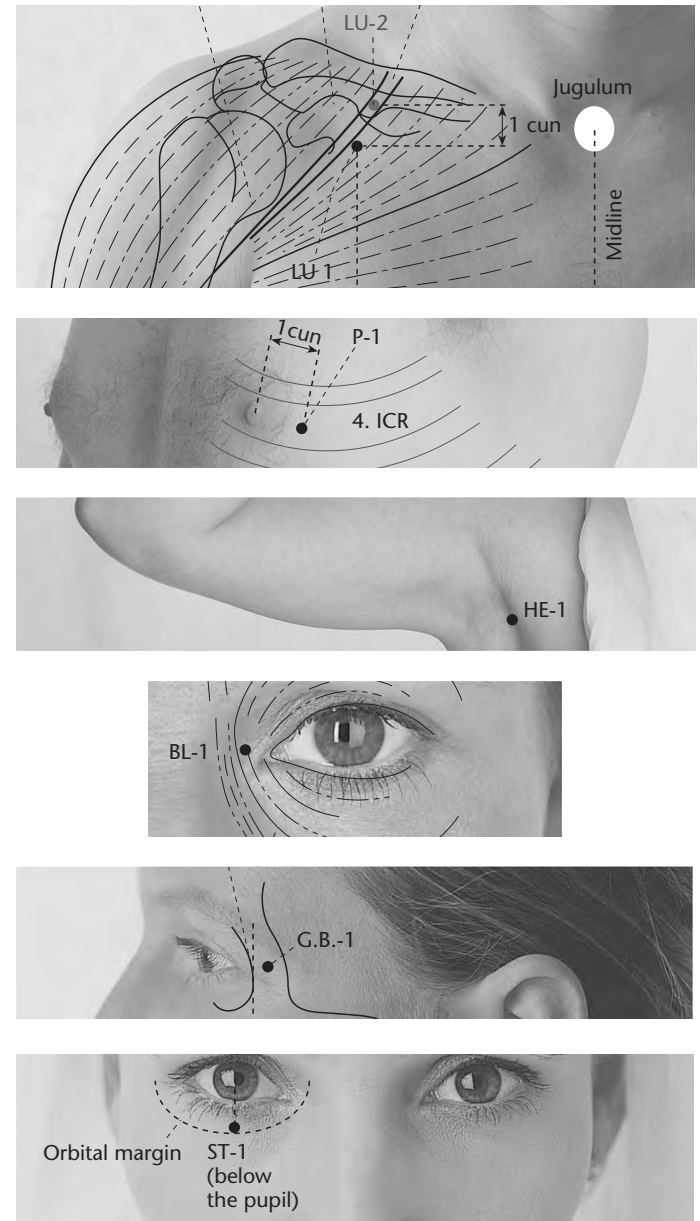 LU-2
Jugulum
1 cun
Midline
LU 1
1cun
P-1
4. ICR
HE-1
BL-1
G.B.-1
Orbital margin
ST-1
(below
the pupil)